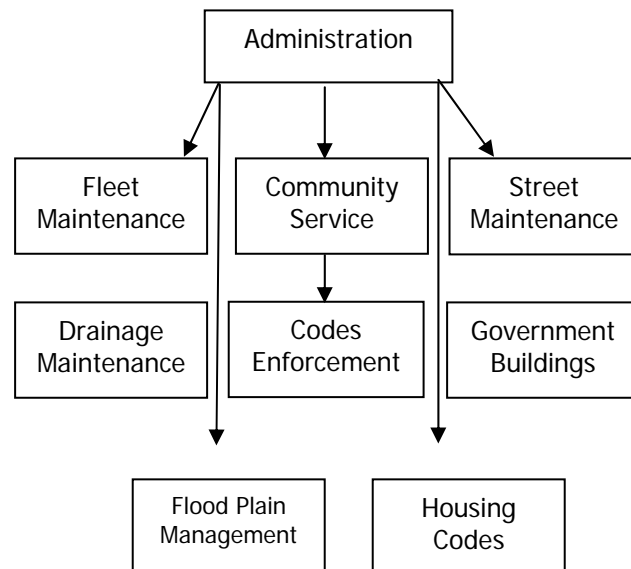 Administration
Fleet
Maintenance
Community
Service
Street
Maintenance
Drainage
Maintenance
Codes
Enforcement
Government
Buildings
Flood Plain
Management
Housing
Codes